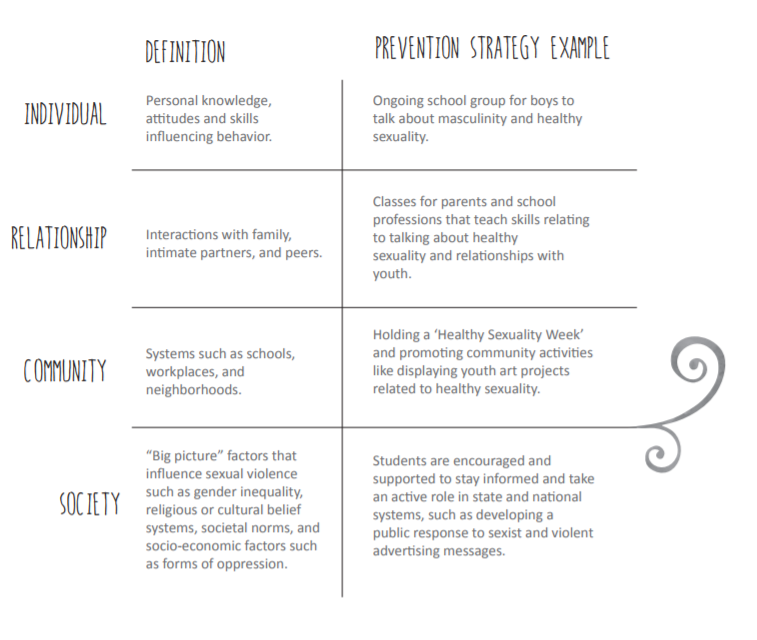 DEFINITION
PREVENTION STRATEGY EXAMPLE
INDIVIDUAL
Personal knowledge,
attitudes and skills
influencing behavior.
Ongoing school group for boys to
talk about masculinity and healthy
sexuality.
RELATIONSHIP
Interactions with family,
intimate partners, and peers.
Classes for parents and school
professions that teach skills relating
to talking about healthy
sexuality and relationships with
youth.
COMMUNITY
Systems such as schools,
workplaces, and
neighborhoods.
Holding a ‘Healthy Sexuality Week’
and promoting community activities
like displaying youth art projects
related to healthy sexuality.
SOCIETY
“Big picture” factors that
influence sexual violence
such as gender inequality,
religious or cultural belief
systems, societal norms, and
socio-economic factors such
as forms of oppression.
Students are encouraged and
supported to stay informed and take
an active role in state and national
systems, such as developing a
public response to sexist and violent
advertising messages.